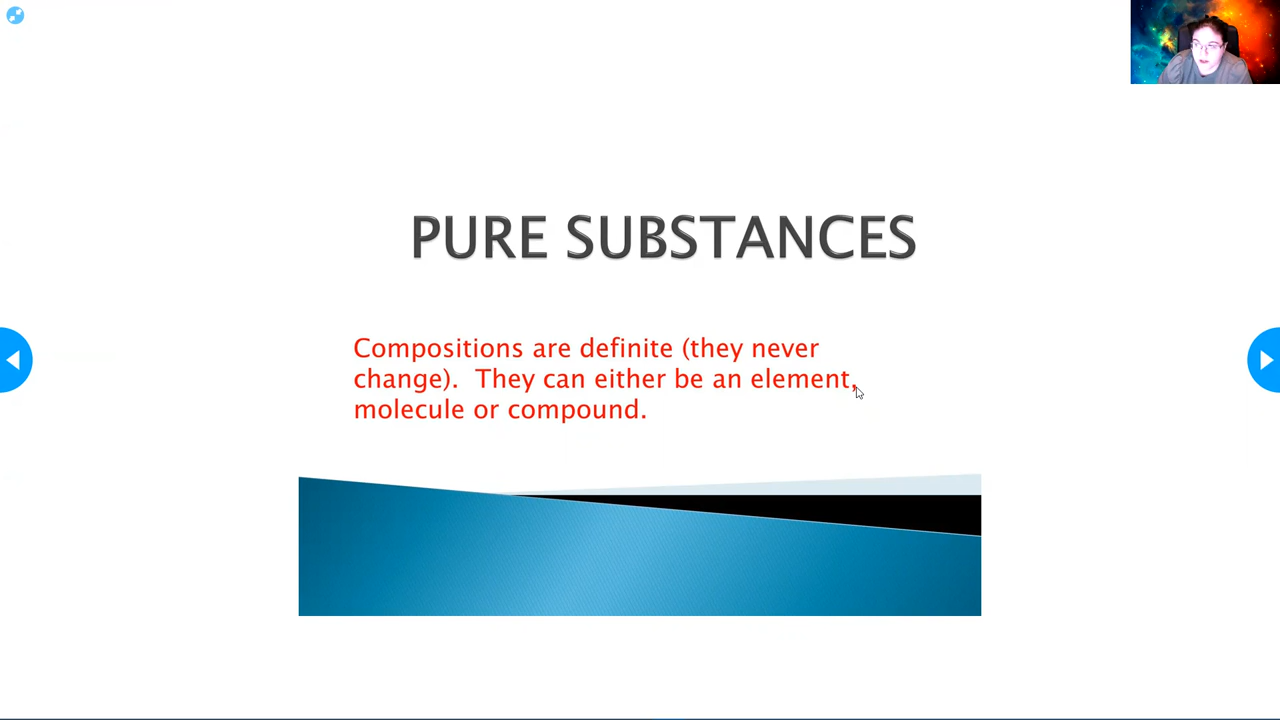 PURE SUBSTANCES
Compositions are definite (they never
change).  They can either be an element,
molecule or compound.